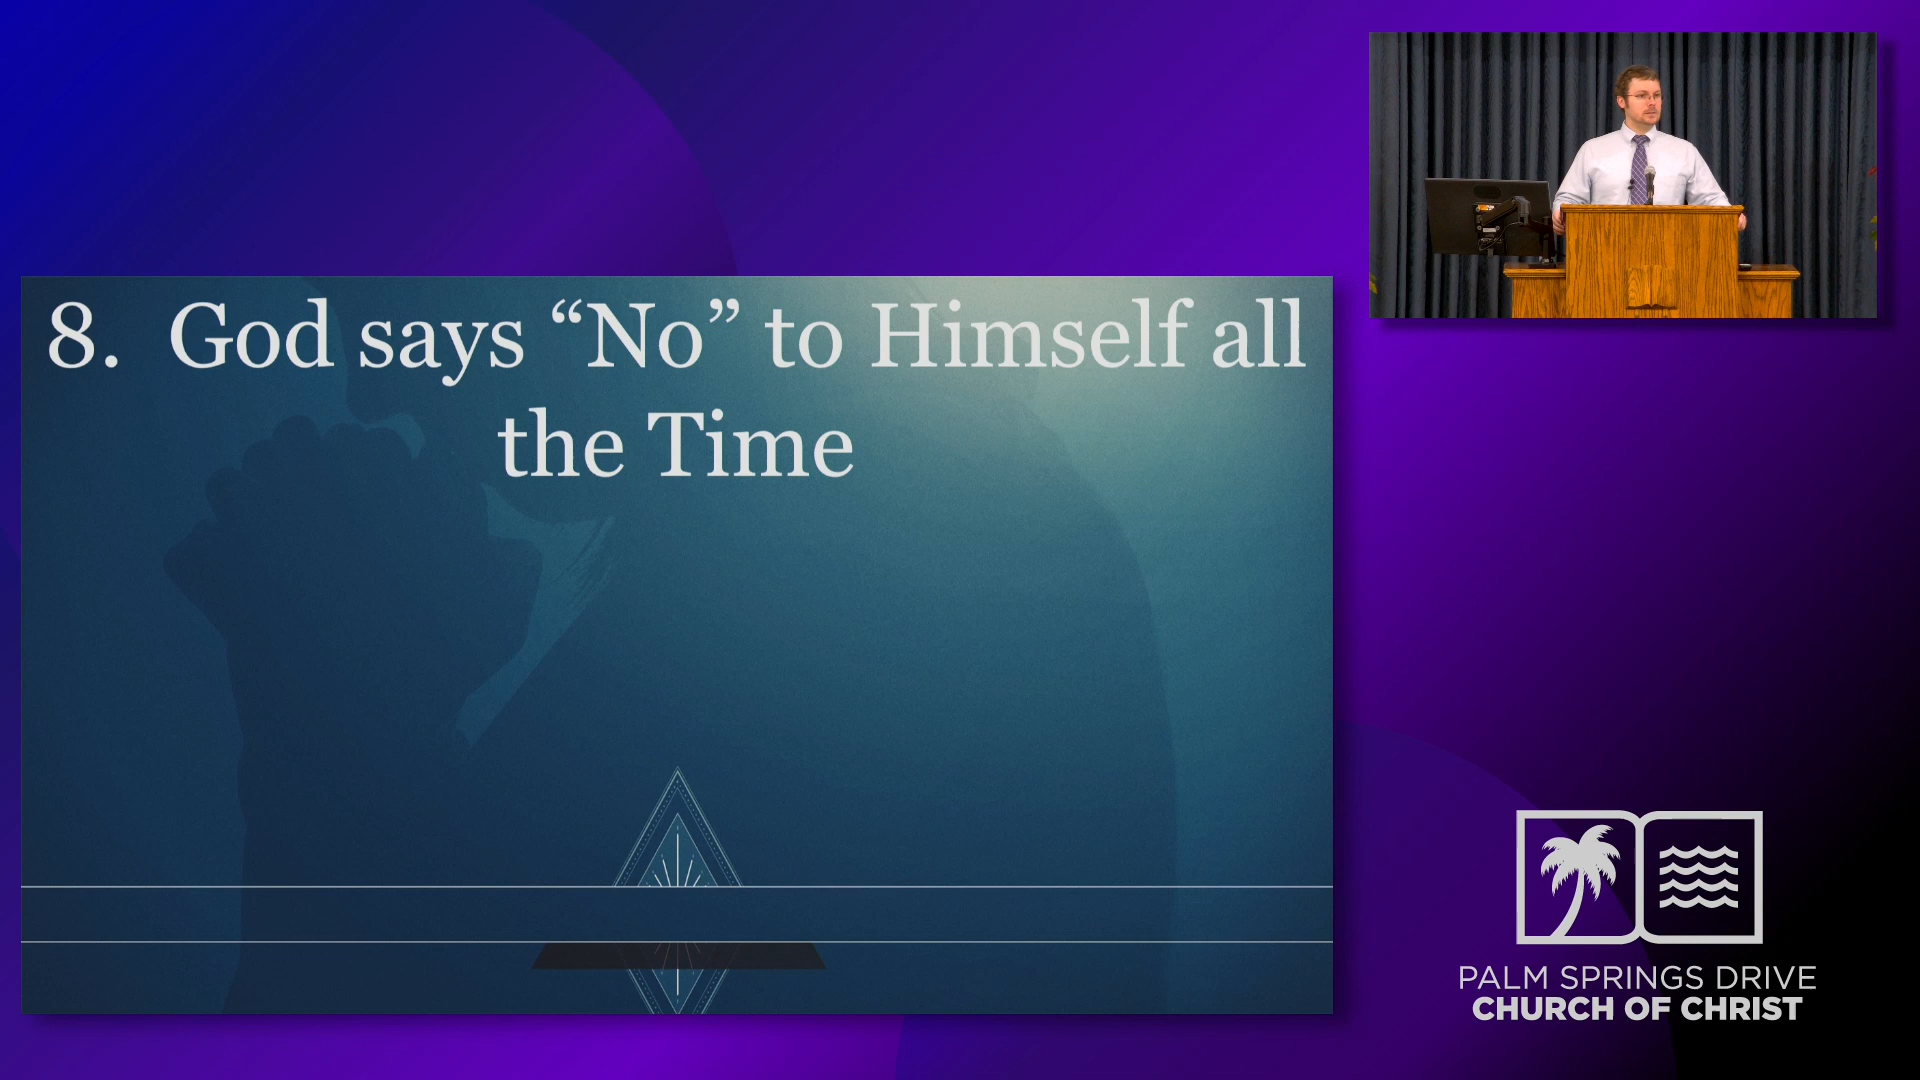 8. God says “No” to Himself all
the Time
PALM SPRINGS DRIVE
CHURCH OF CHRIST